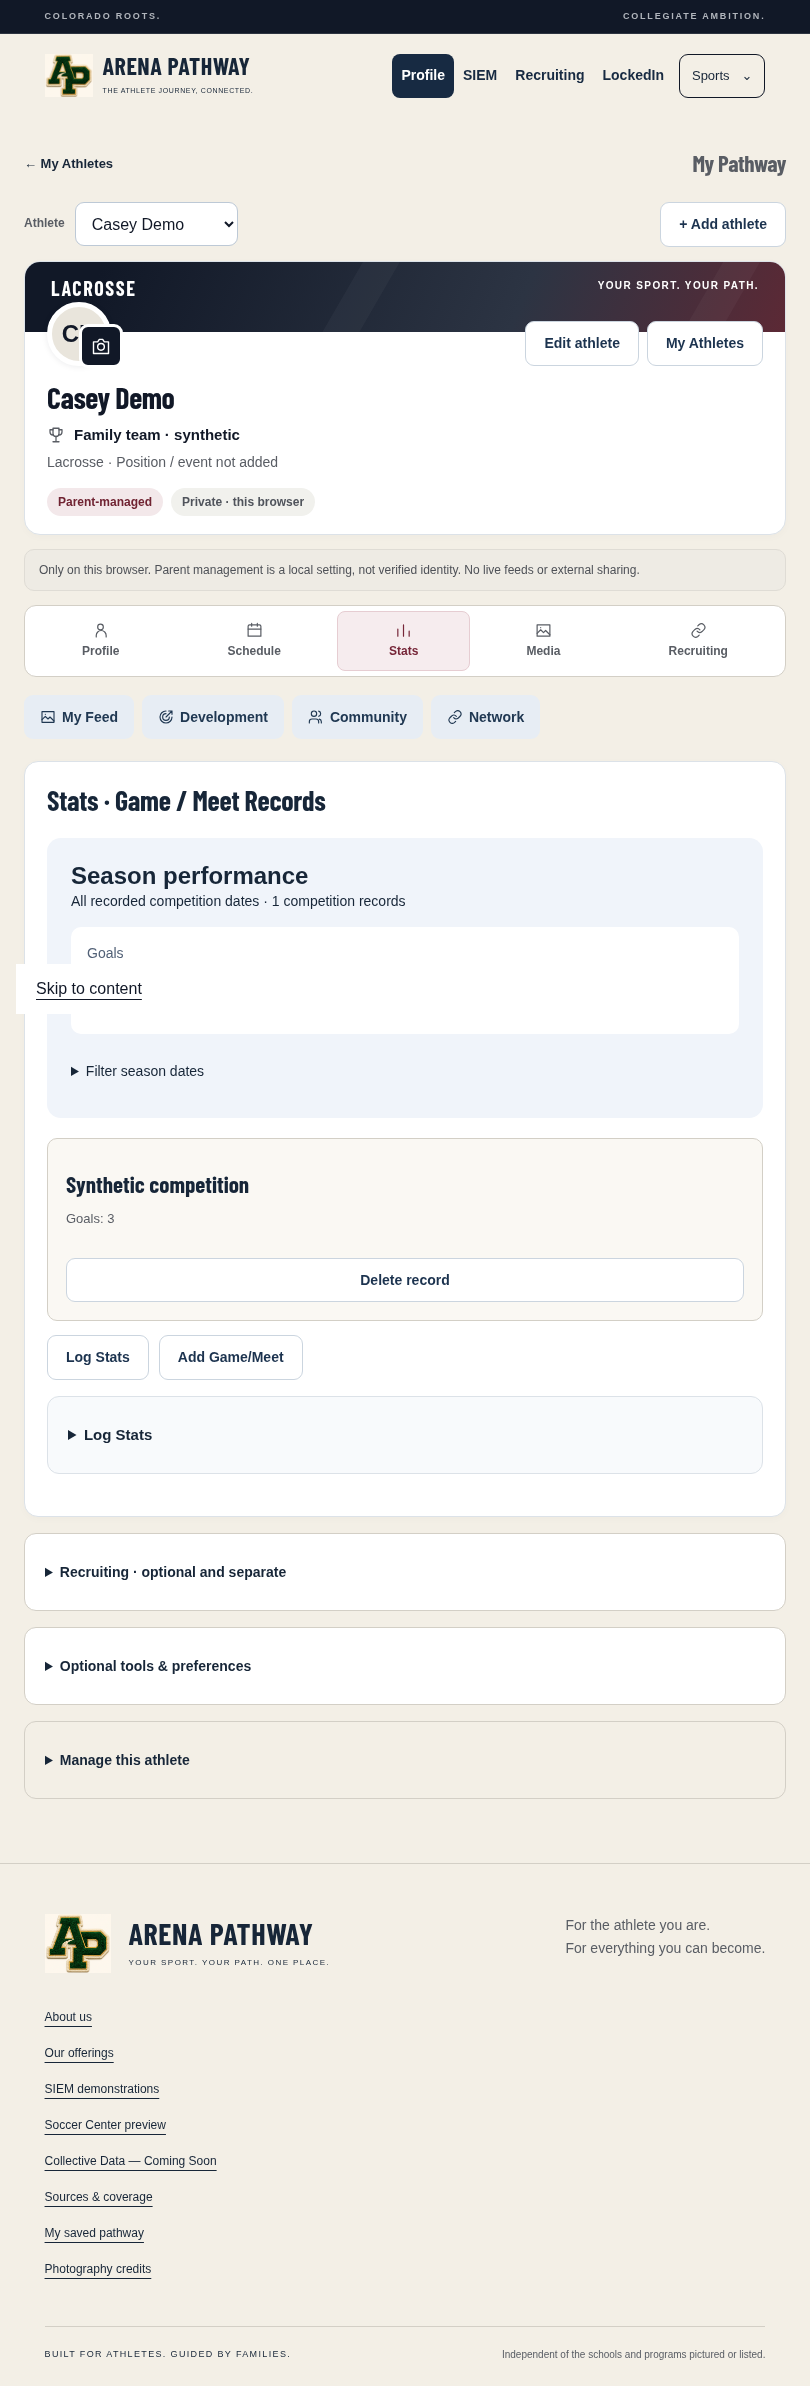 COLORADO ROOTS.
COLLEGIATE AMBITION.
AP
ARENA PATHWAY
THE ATHLETE JOURNEY, CONNECTED.
Profile
SIEM
Recruiting
LockedIn
Sports
← My Athletes
My Pathway
Athlete
Casey Demo
+ Add athlete
LACROSSE
YOUR SPORT. YOUR PATH.
Edit athlete
My Athletes
Casey Demo
Family team · synthetic
Lacrosse · Position / event not added
Parent-managed
Private · this browser
Only on this browser. Parent management is a local setting, not verified identity. No live feeds or external sharing.
Profile
Schedule
Stats
Media
Recruiting
My Feed
Development
Community
Network
Stats · Game / Meet Records
Season performance
All recorded competition dates · 1 competition records
Goals
Skip to content
Filter season dates
Synthetic competition
Goals: 3
Delete record
Log Stats
Add Game/Meet
Log Stats
Recruiting · optional and separate
Optional tools & preferences
Manage this athlete
AP
ARENA PATHWAY
YOUR SPORT. YOUR PATH. ONE PLACE.
For the athlete you are.
For everything you can become.
About us
Our offerings
SIEM demonstrations
Soccer Center preview
Collective Data — Coming Soon
Sources & coverage
My saved pathway
Photography credits
BUILT FOR ATHLETES. GUIDED BY FAMILIES.
Independent of the schools and programs pictured or listed.